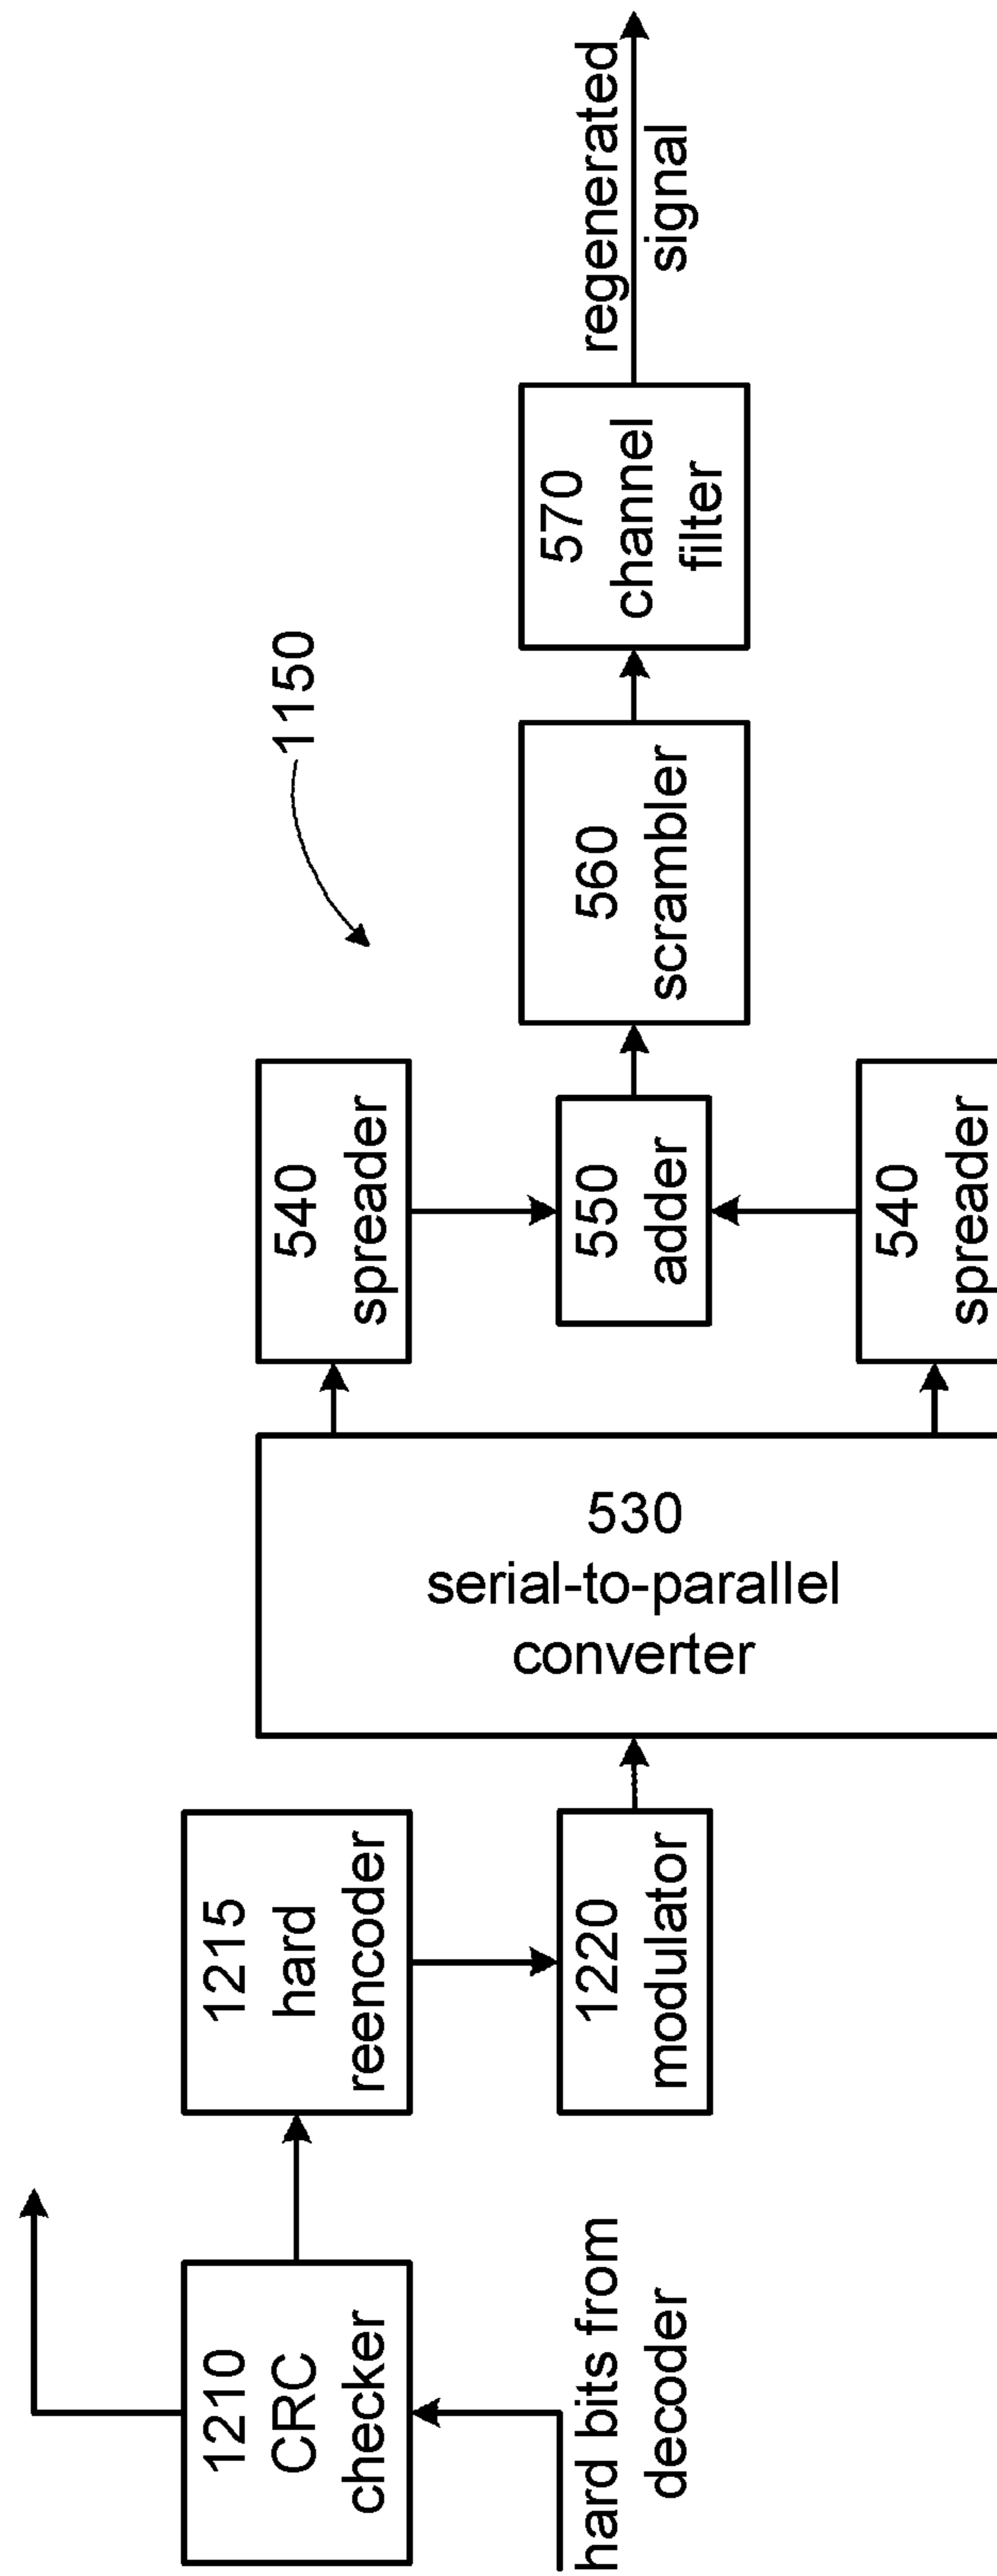 1210
CRC
checker
hard bits from
decoder
1215
hard
reencoder
1220
modulator
530
serial-to-parallel
converter
540
spreader
550
adder
540
spreader
1150
560
scrambler
570
channel
filter
regenerated
signal